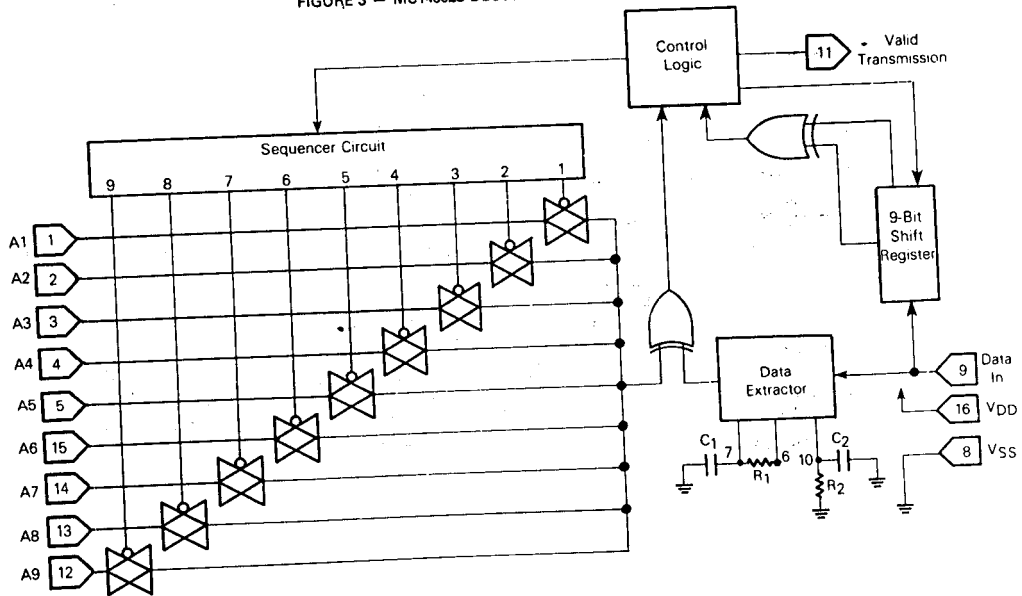 FIGURE 3 —
Control
Logic
11
Valid
Transmission
Sequencer Circuit
9 8 7 6 5 4 3 2 1
9-Bit
Shift
Register
A1 1
A2 2
A3 3
A4 4
A5 5
A6 15
A7 14
A8 13
A9 12
Data
Extractor
9 Data
In
16 VDD
8 VSS
C1 7 R1 6 10 C2
R2